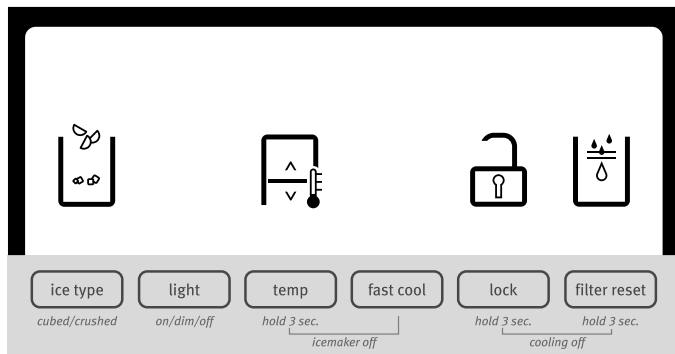 ice type light temp fast cool lock filter reset
cubed/crushed on/dim/off hold 3 sec. hold 3 sec. hold 3 sec.
icemaker off cooling off